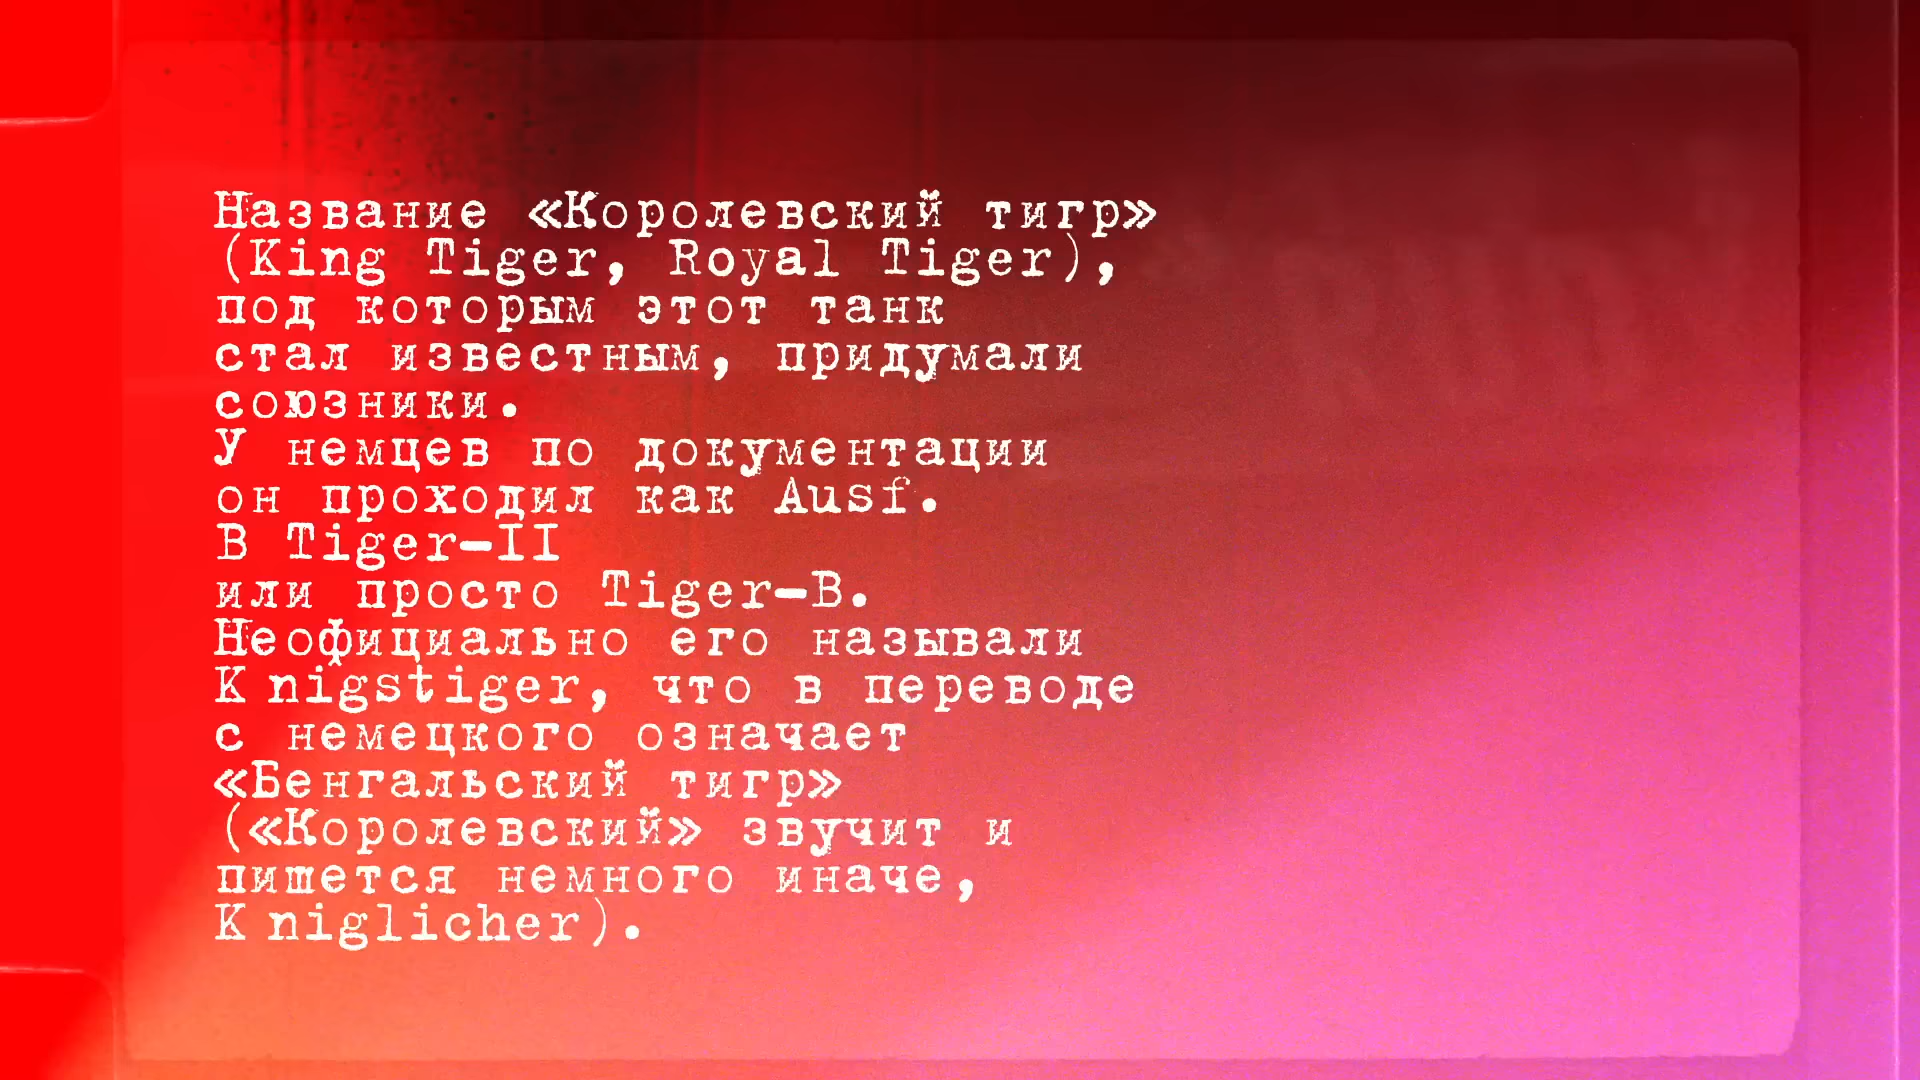 Название «Королевский тигр»
(King Tiger, Royal Tiger),
под которым этот танк
стал известным, придумали
союзники.
У немцев по документации
он проходил как Ausf.
B Tiger-II
или просто Tiger-B.
Неофициально его называли
K nigstiger, что в переводе
с немецкого означает
«Бенгальский тигр»
(«Королевский» звучит и
пишется немного иначе,
K niglicher).